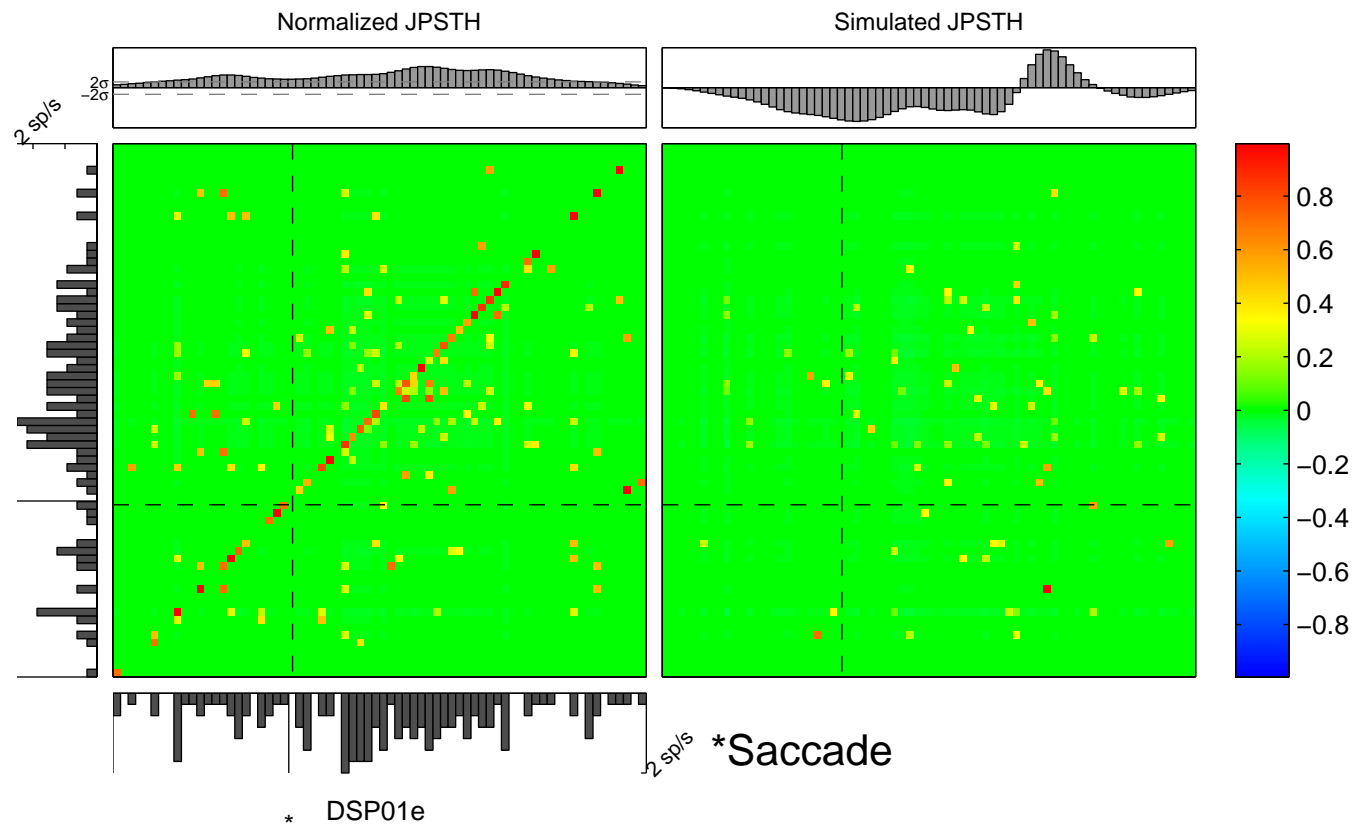 Normalized JPSTH
Simulated JPSTH
2σ
−2σ
2 sp/s
0.8
0.6
0.4
0.2
0
−0.2
−0.4
−0.6
−0.8
2 sp/s
*Saccade
* DSP01e